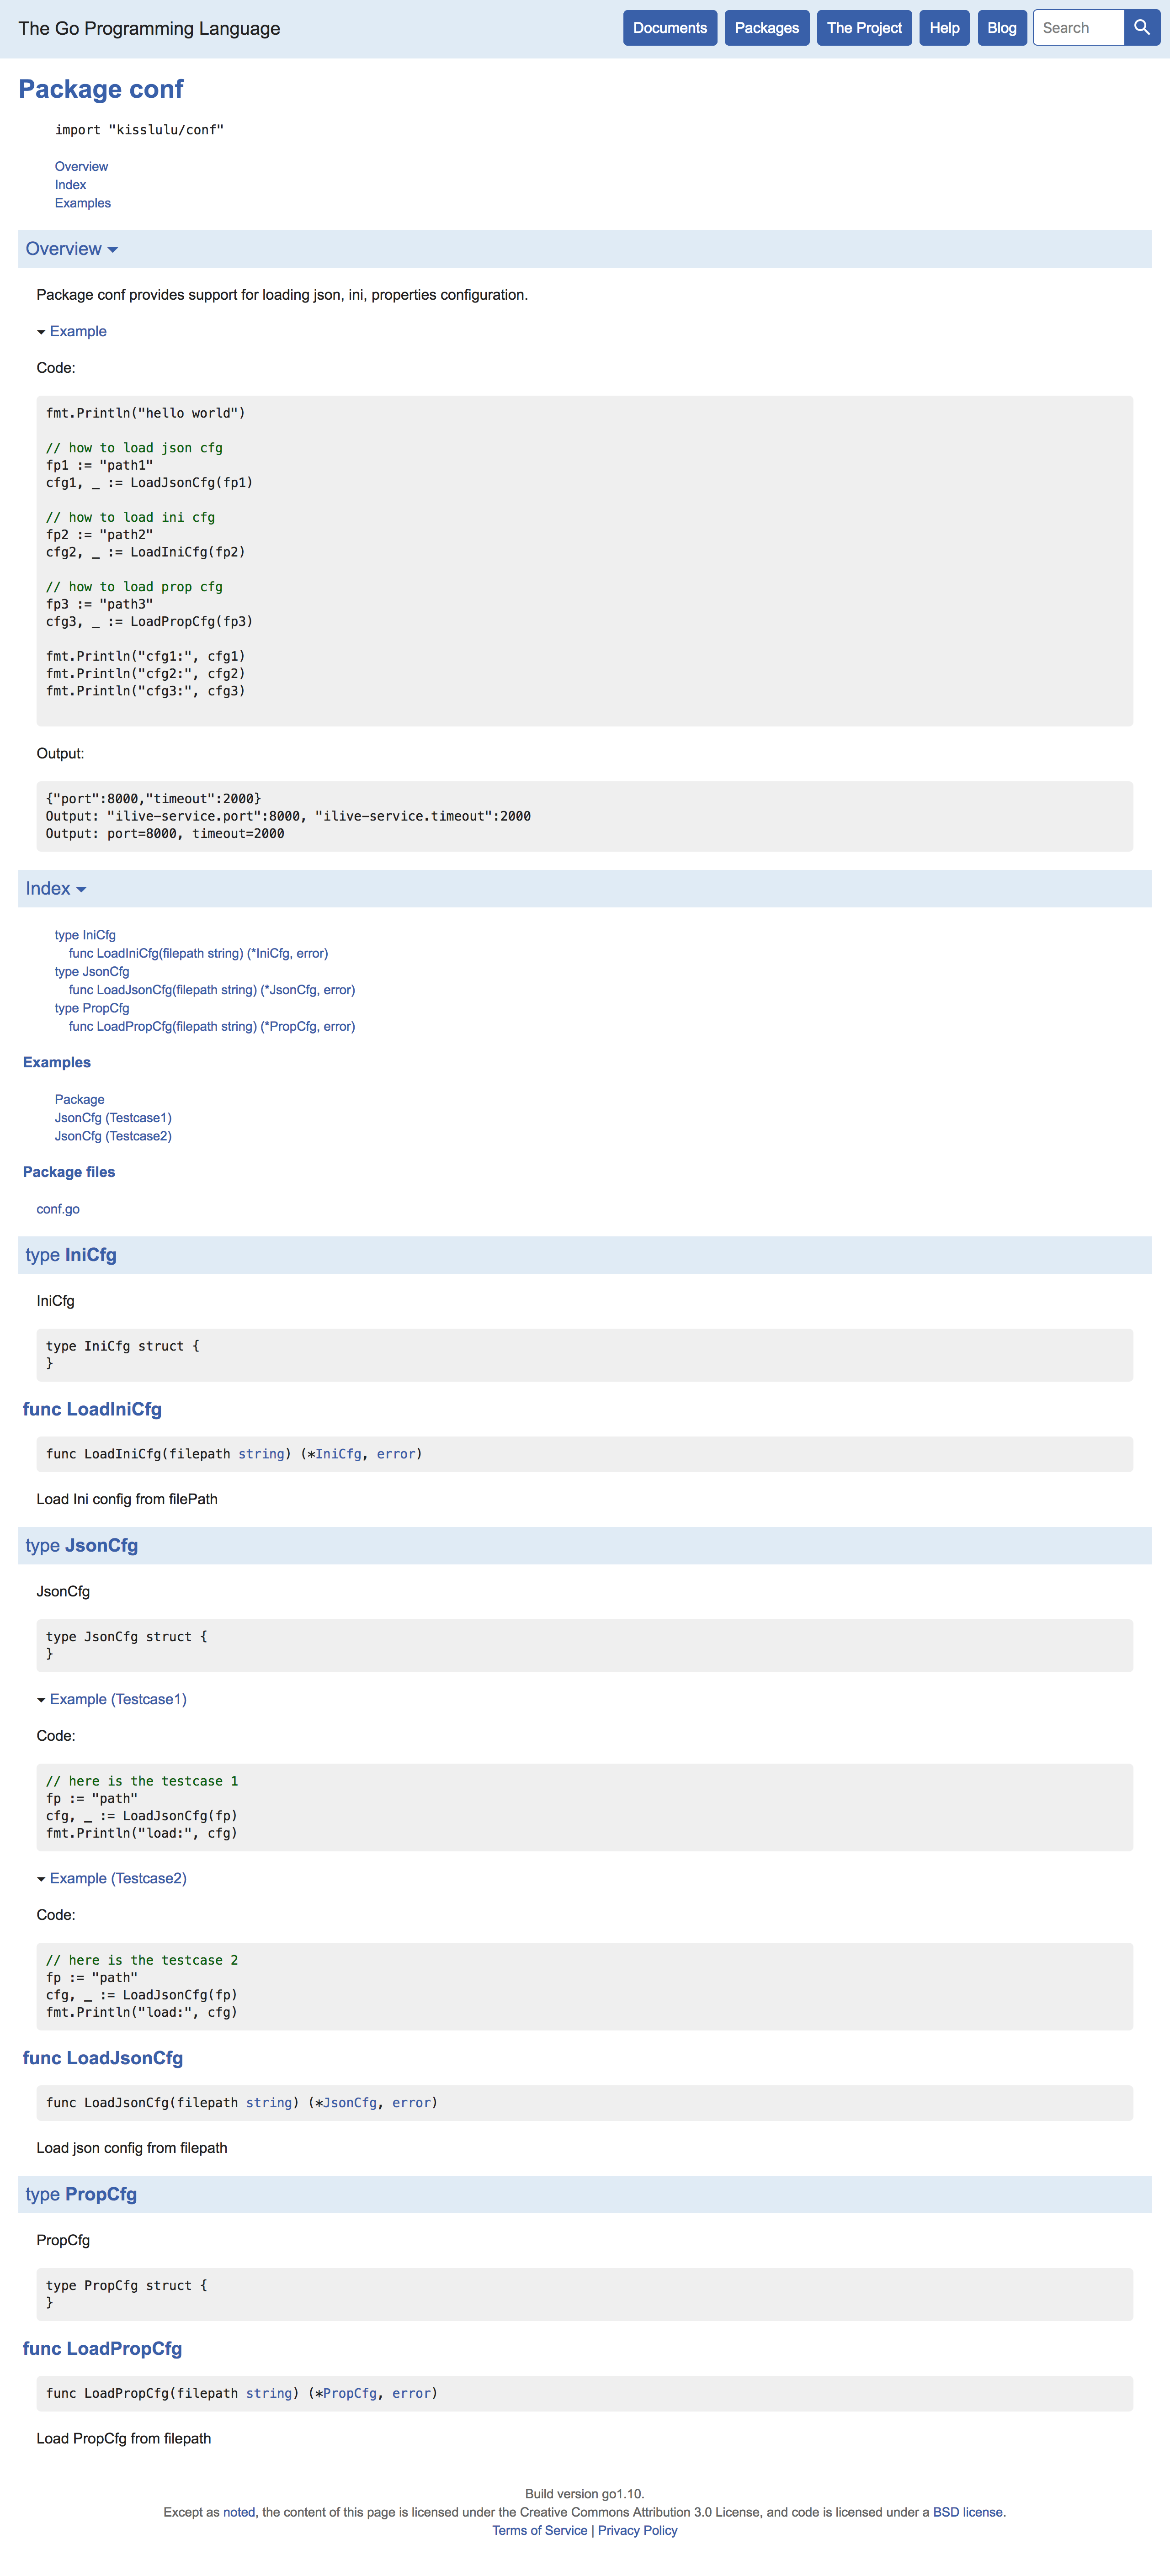 The Go Programming Language
Documents Packages The Project Help Blog Search
Package conf
import "kisslulu/conf"
Overview
Index
Examples
Overview ▾
Package conf provides support for loading json, ini, properties configuration.
▾ Example
Code:
fmt.Println("hello world")
// how to load json cfg
fp1 := "path1"
cfg1, _ := LoadJsonCfg(fp1)
// how to load ini cfg
fp2 := "path2"
cfg2, _ := LoadIniCfg(fp2)
// how to load prop cfg
fp3 := "path3"
cfg3, _ := LoadPropCfg(fp3)
fmt.Println("cfg1:", cfg1)
fmt.Println("cfg2:", cfg2)
fmt.Println("cfg3:", cfg3)
Output:
{"port":8000,"timeout":2000}
Output: "ilive-service.port":8000, "ilive-service.timeout":2000
Output: port=8000, timeout=2000
Index ▾
type IniCfg
func LoadIniCfg(filepath string) (*IniCfg, error)
type JsonCfg
func LoadJsonCfg(filepath string) (*JsonCfg, error)
type PropCfg
func LoadPropCfg(filepath string) (*PropCfg, error)
Examples
Package
JsonCfg (Testcase1)
JsonCfg (Testcase2)
Package files
conf.go
type IniCfg
IniCfg
type IniCfg struct {
}
func LoadIniCfg
func LoadIniCfg(filepath string) (*IniCfg, error)
Load Ini config from filePath
type JsonCfg
JsonCfg
type JsonCfg struct {
}
▾ Example (Testcase1)
Code:
// here is the testcase 1
fp := "path"
cfg, _ := LoadJsonCfg(fp)
fmt.Println("load:", cfg)
▾ Example (Testcase2)
Code:
// here is the testcase 2
fp := "path"
cfg, _ := LoadJsonCfg(fp)
fmt.Println("load:", cfg)
func LoadJsonCfg
func LoadJsonCfg(filepath string) (*JsonCfg, error)
Load json config from filepath
type PropCfg
PropCfg
type PropCfg struct {
}
func LoadPropCfg
func LoadPropCfg(filepath string) (*PropCfg, error)
Load PropCfg from filepath
Build version go1.10.
Except as noted, the content of this page is licensed under the Creative Commons Attribution 3.0 License, and code is licensed under a BSD license.
Terms of Service | Privacy Policy